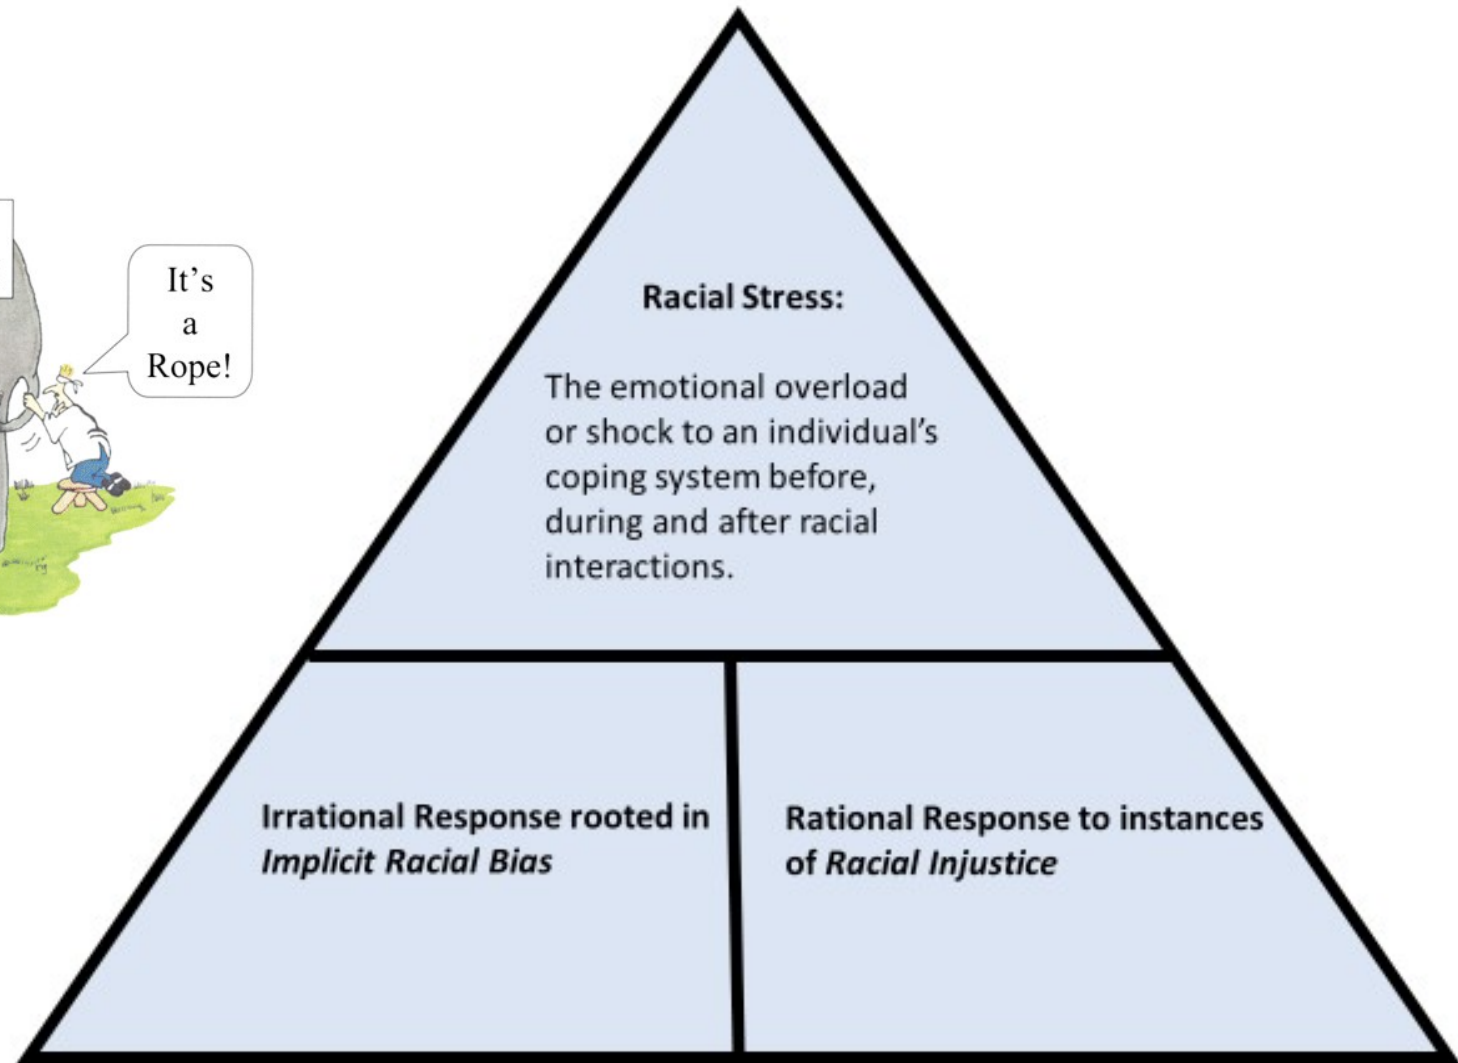 It's
a
Rope!
Racial Stress:
The emotional overload
or shock to an individual's
coping system before,
during and after racial
interactions.
Irrational Response rooted in
Implicit Racial Bias
Rational Response to instances
of Racial Injustice